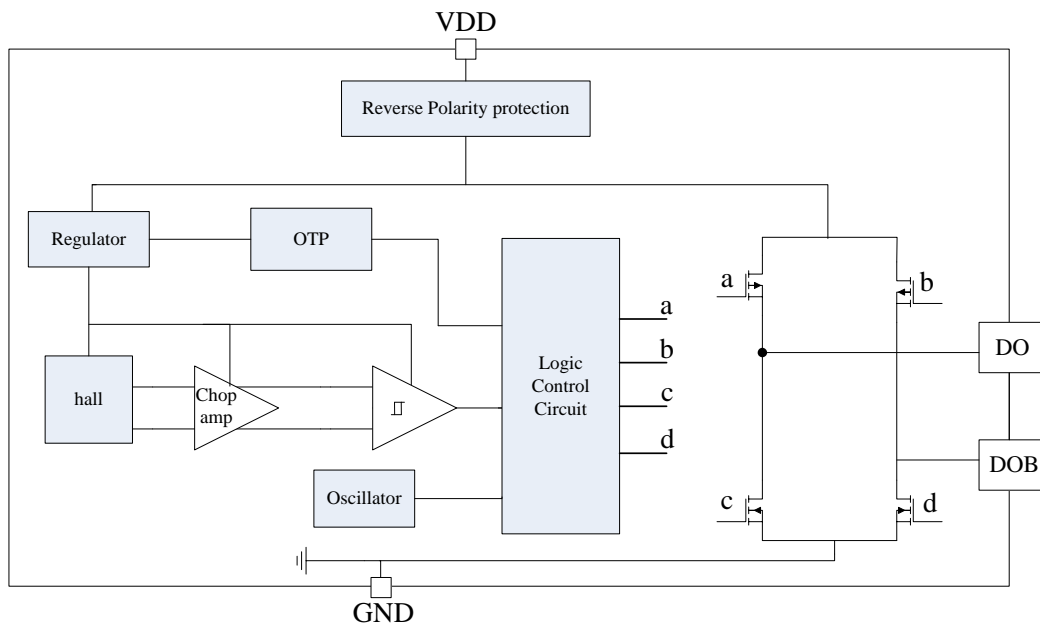 VDD
Reverse Polarity protection
Regulator
OTP
a
b
a
b
c
d
Logic
Control
Circuit
DO
hall
Chop
amp
DOB
Oscillator
c
d
GND